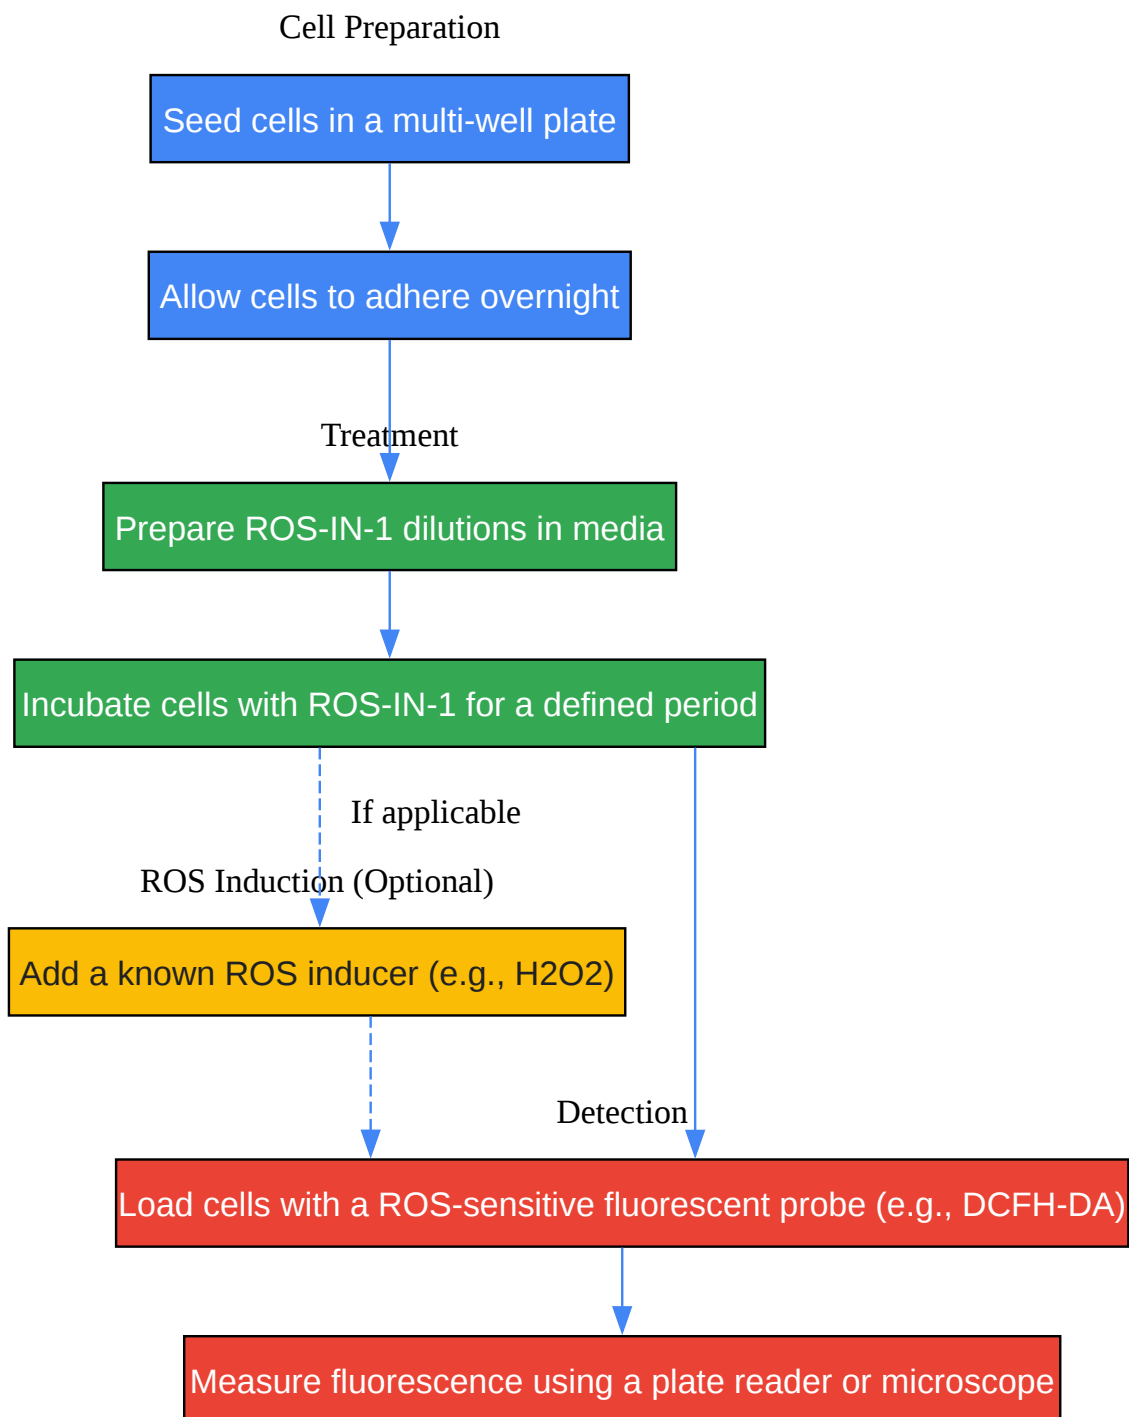 Cell Preparation
Seed cells in a multi-well plate
Allow cells to adhere overnight
Treatment
Prepare ROS-IN-1 dilutions in media
Incubate cells with ROS-IN-1 for a defined period
If applicable
ROS Induction (Optional)
Add a known ROS inducer (e.g., H2O2)
Detection
Load cells with a ROS-sensitive fluorescent probe (e.g., DCFH-DA)
Measure fluorescence using a plate reader or microscope